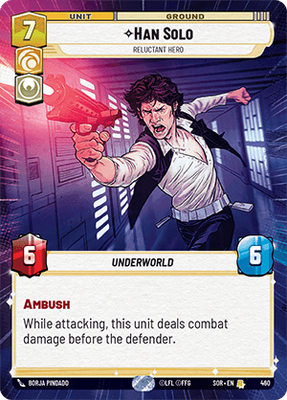 7
UNIT
GROUND
✧HAN SOLO
RELUCTANT HERO
6
UNDERWORLD
6
AMBUSH
While attacking, this unit deals combat
damage before the defender.
BORJA PINDADO
©LFL ©FFG
SOR•EN
460